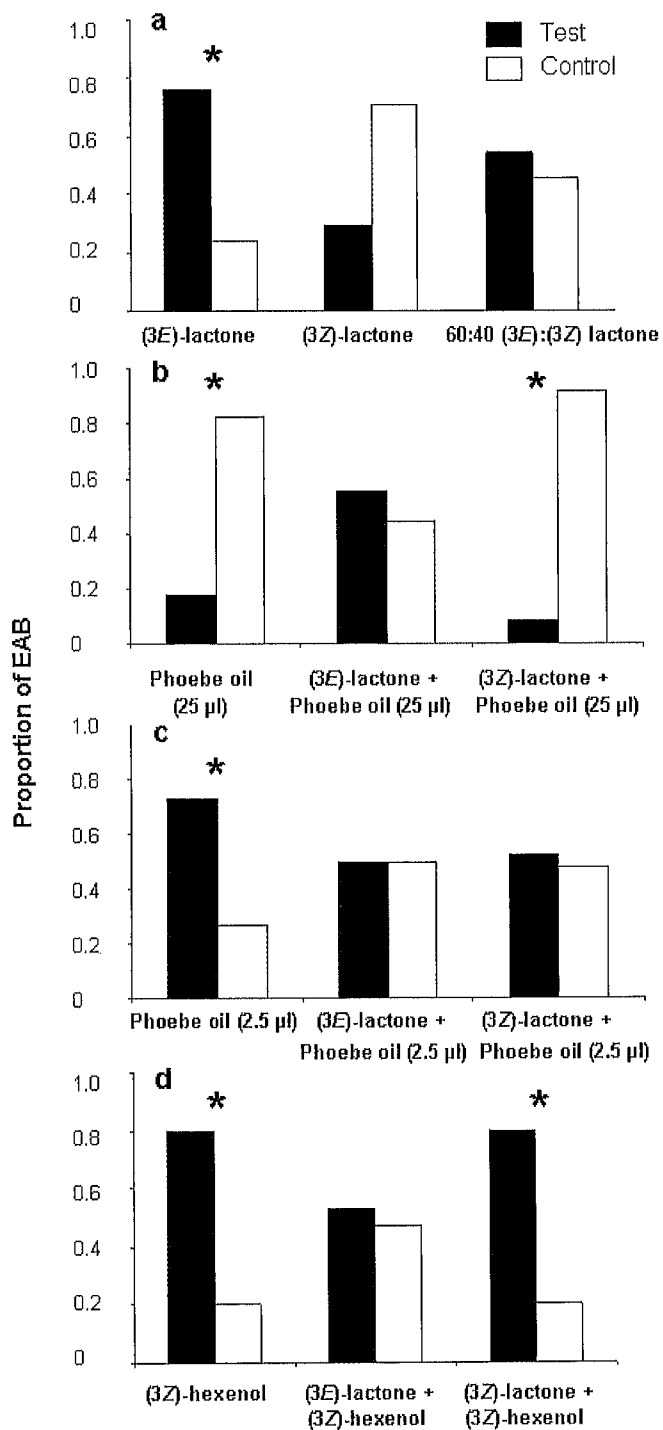 a
Test
Control
*
1.0
0.8
0.6
0.4
0.2
0
(3E)-lactone
(3Z)-lactone
60:40 (3E):(3Z) lactone
b
*
*
1.0
0.8
0.6
0.4
0.2
0
Phoebe oil
(25 µl)
(3E)-lactone +
Phoebe oil (25 µl)
(3Z)-lactone +
Phoebe oil (25 µl)
Proportion of EAB
c
*
1.0
0.8
0.6
0.4
0.2
0
Phoebe oil (2.5 µl)
(3E)-lactone +
Phoebe oil (2.5 µl)
(3Z)-lactone +
Phoebe oil (2.5 µl)
d
*
*
1.0
0.8
0.6
0.4
0.2
0
(3Z)-hexenol
(3E)-lactone +
(3Z)-hexenol
(3Z)-lactone +
(3Z)-hexenol